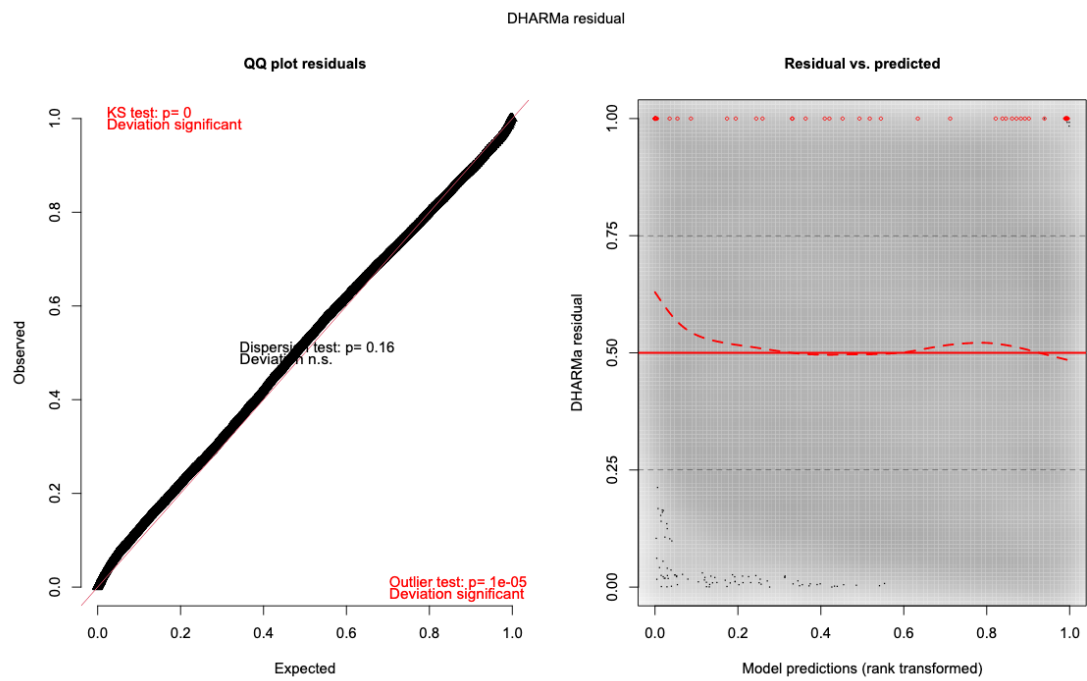 DHARMa residual
QQ plot residuals
KS test: p= 0
Deviation significant
1.0
0.8
0.6
0.4
0.2
0.0
Observed
Dispersion test: p= 0.16
Deviation n.s.
Outlier test: p= 1e-05
Deviation significant
0.0 0.2 0.4 0.6 0.8 1.0
Expected
Residual vs. predicted
1.00
0.75
0.50
0.25
0.00
DHARMa residual
0.0 0.2 0.4 0.6 0.8 1.0
Model predictions (rank transformed)